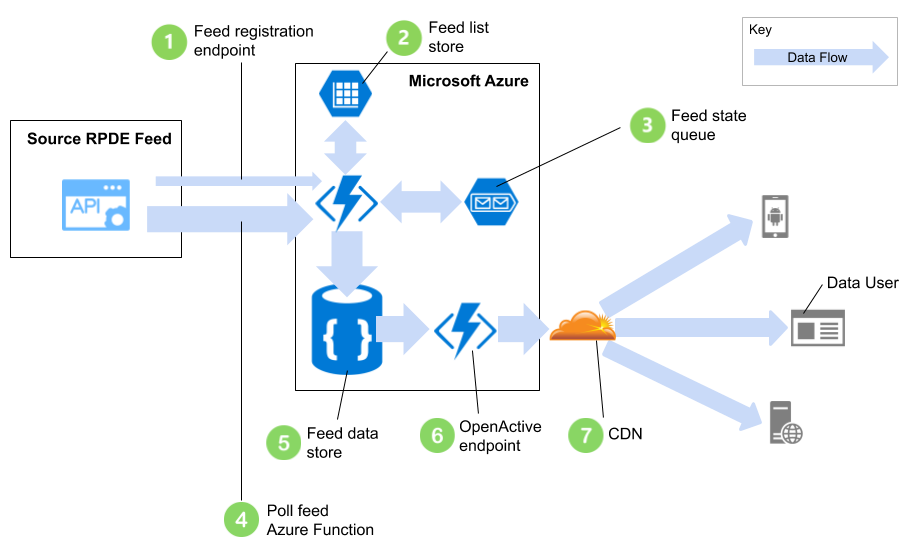 1 Feed registration
endpoint
2 Feed list
store
Key
Data Flow
Microsoft Azure
3 Feed state
queue
Source RPDE Feed
API
Data User
{ }
5 Feed data
store
6 OpenActive
endpoint
7 CDN
4 Poll feed
Azure Function